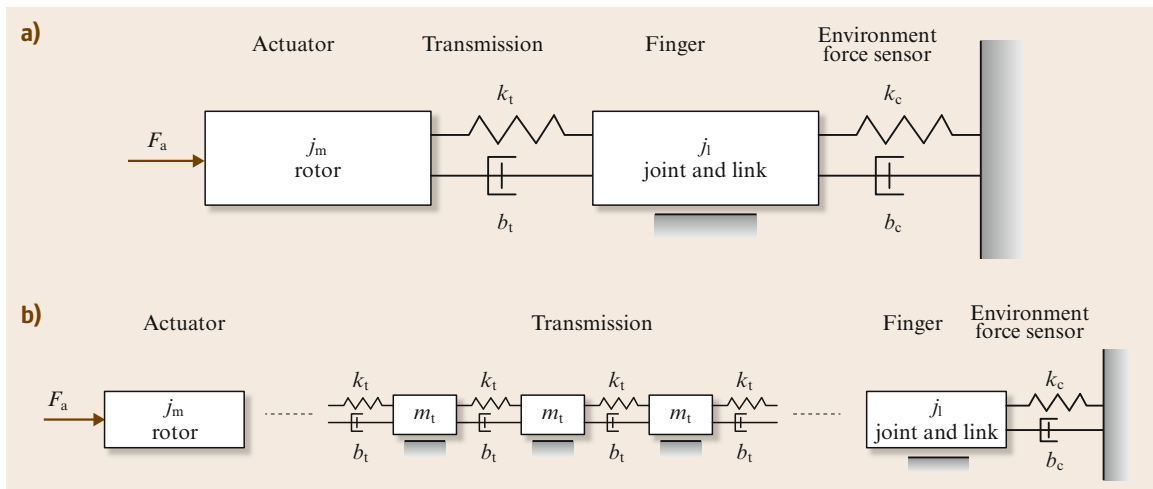 a)
Actuator
Transmission
Finger
Environment
force sensor
Fa
jm
rotor
kt
bt
jl
joint and link
kc
bc
b)
Actuator
Transmission
Finger
Environment
force sensor
Fa
jm
rotor
kt
bt
mt
kt
bt
mt
kt
bt
mt
kt
bt
jl
joint and link
kc
bc